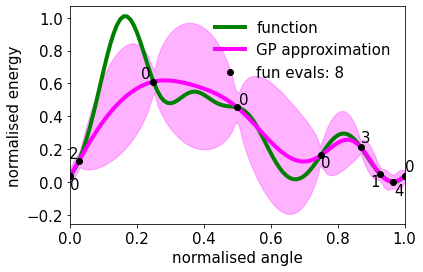 function
GP approximation
fun evals: 8
normalised energy
1.0
0.8
0.6
0.4
0.2
0.0
−0.2
0 2 0 0 0 3 1 4 0
0.0 0.2 0.4 0.6 0.8 1.0
normalised angle